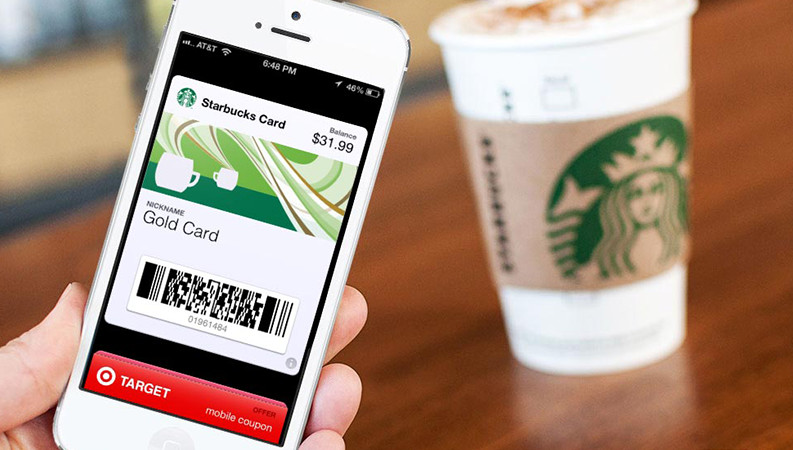 AT&T
6:48 PM
46%
Starbucks Card
Balance
$31.99
NICKNAME
Gold Card
01961484
TARGET
OFFER
mobile coupon